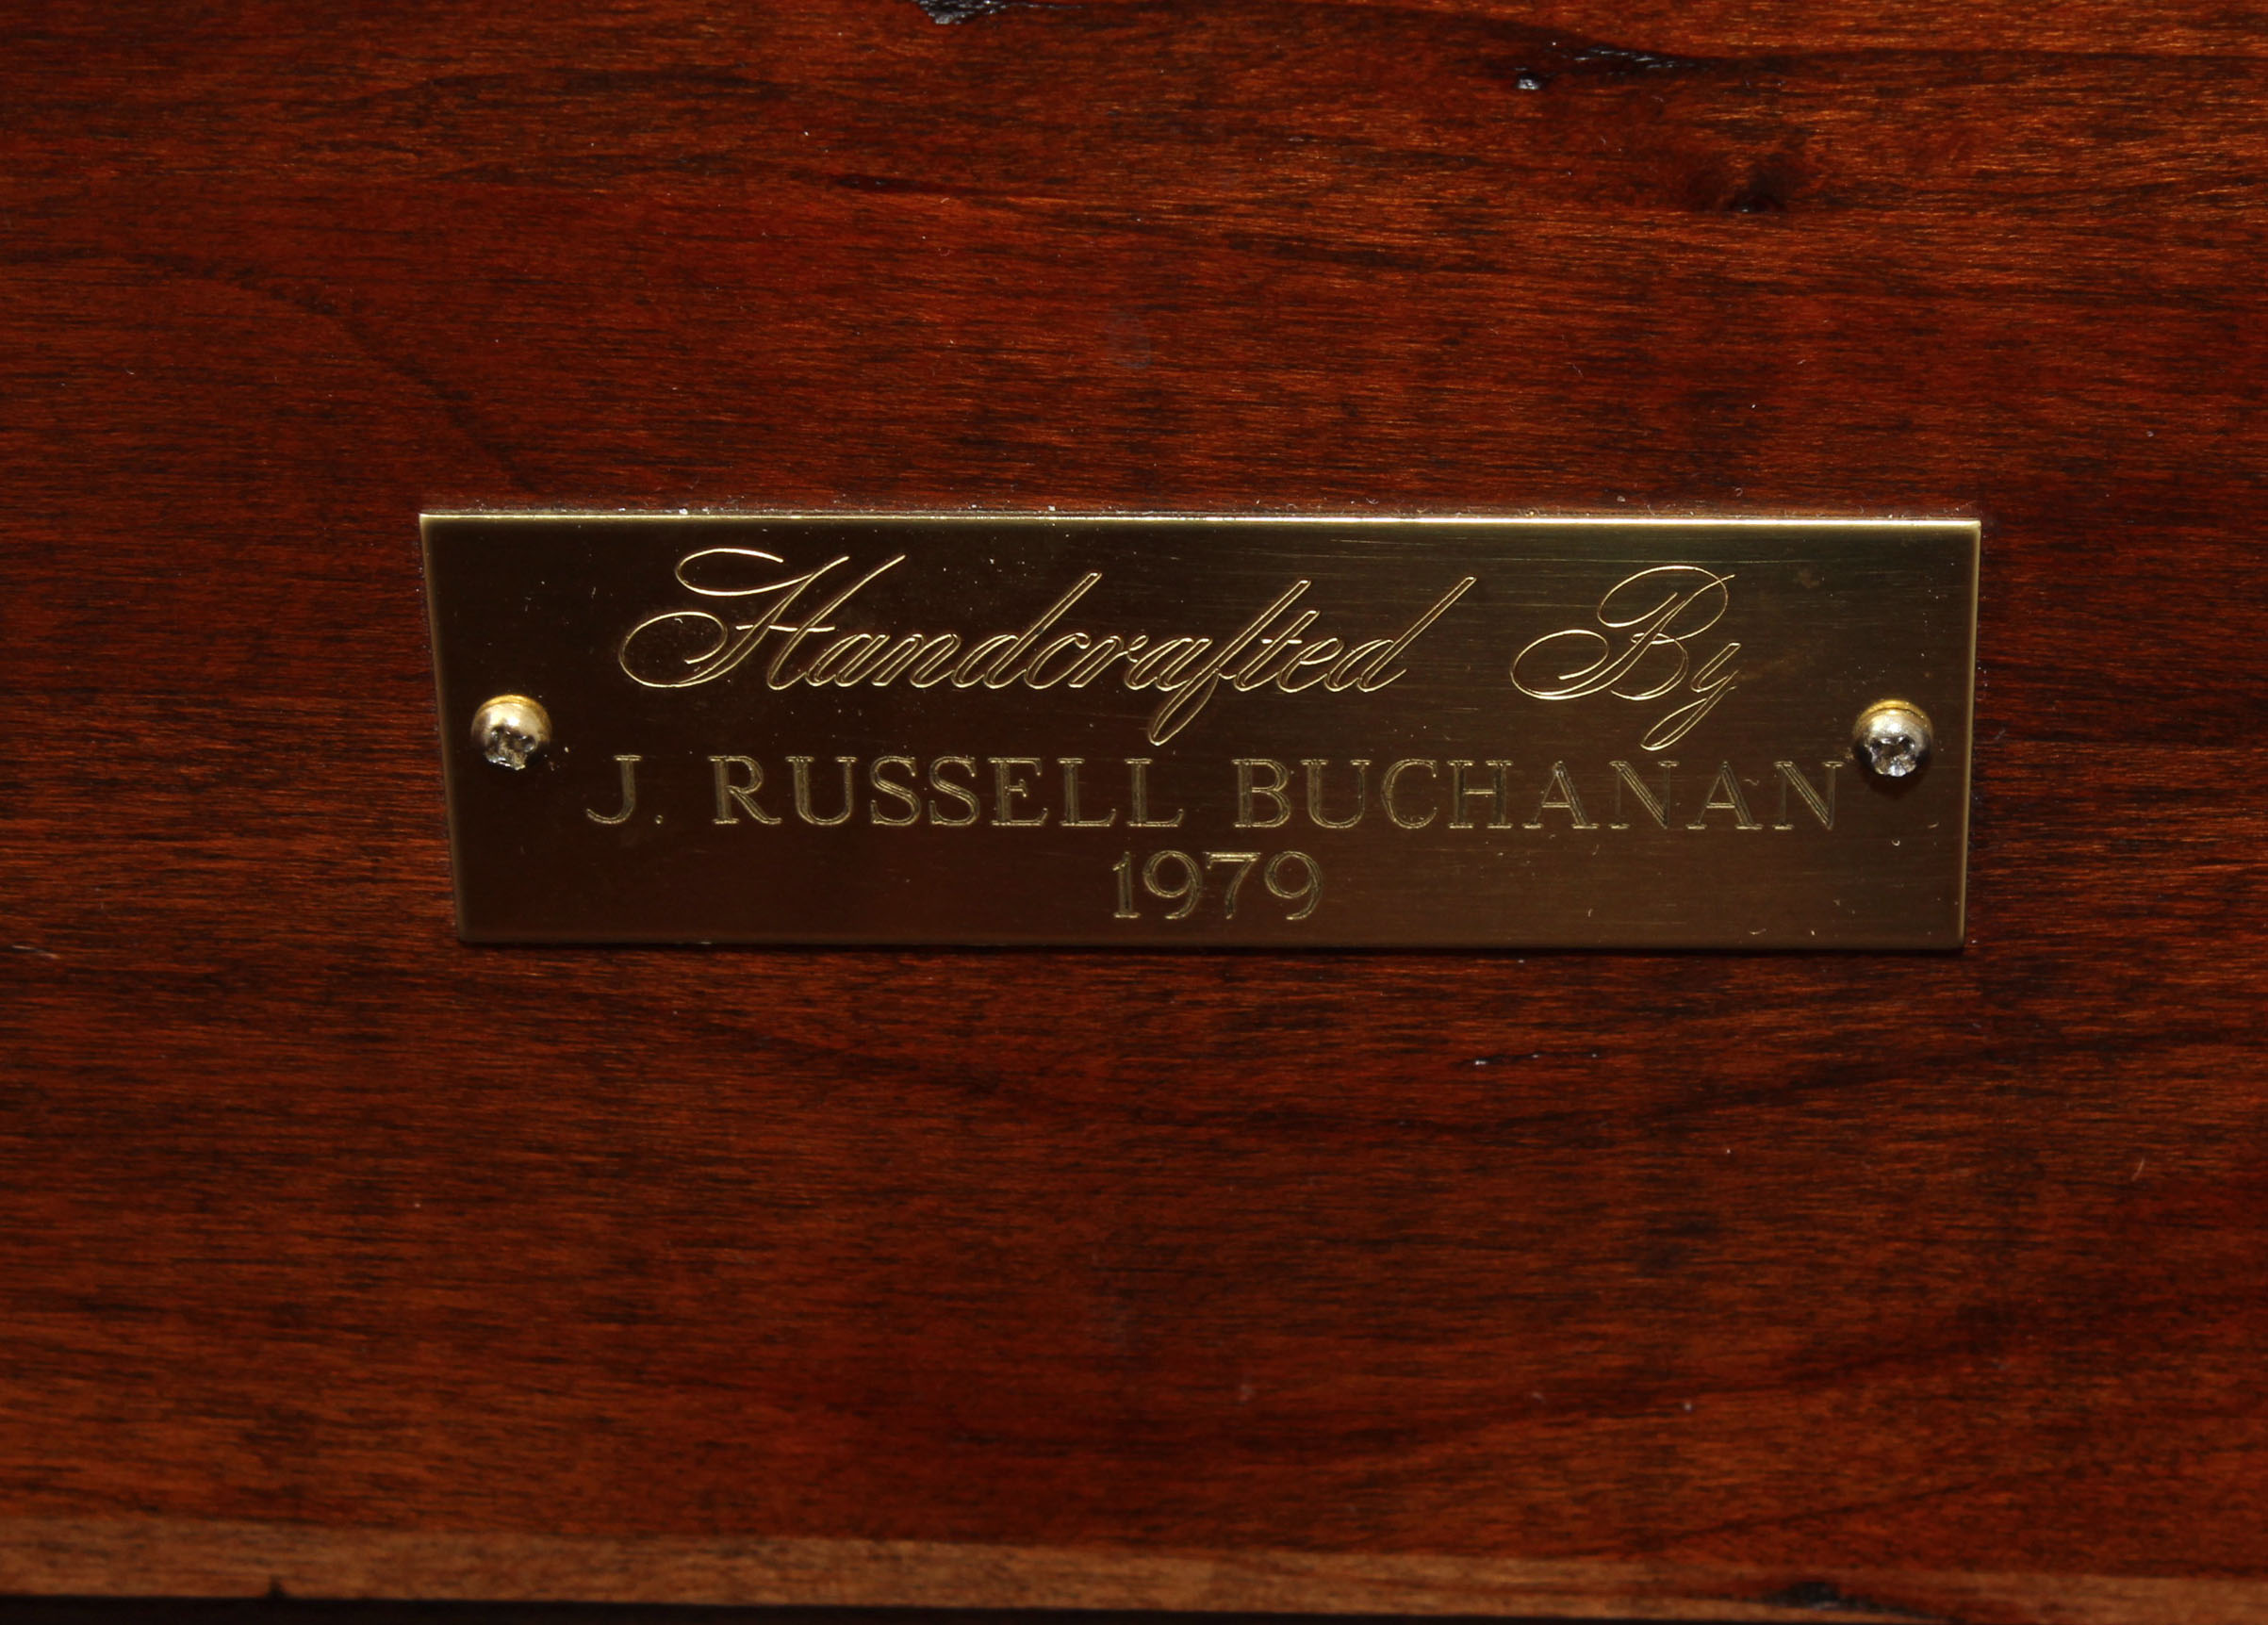 Handcrafted By
J. RUSSELL BUCHANAN
1979